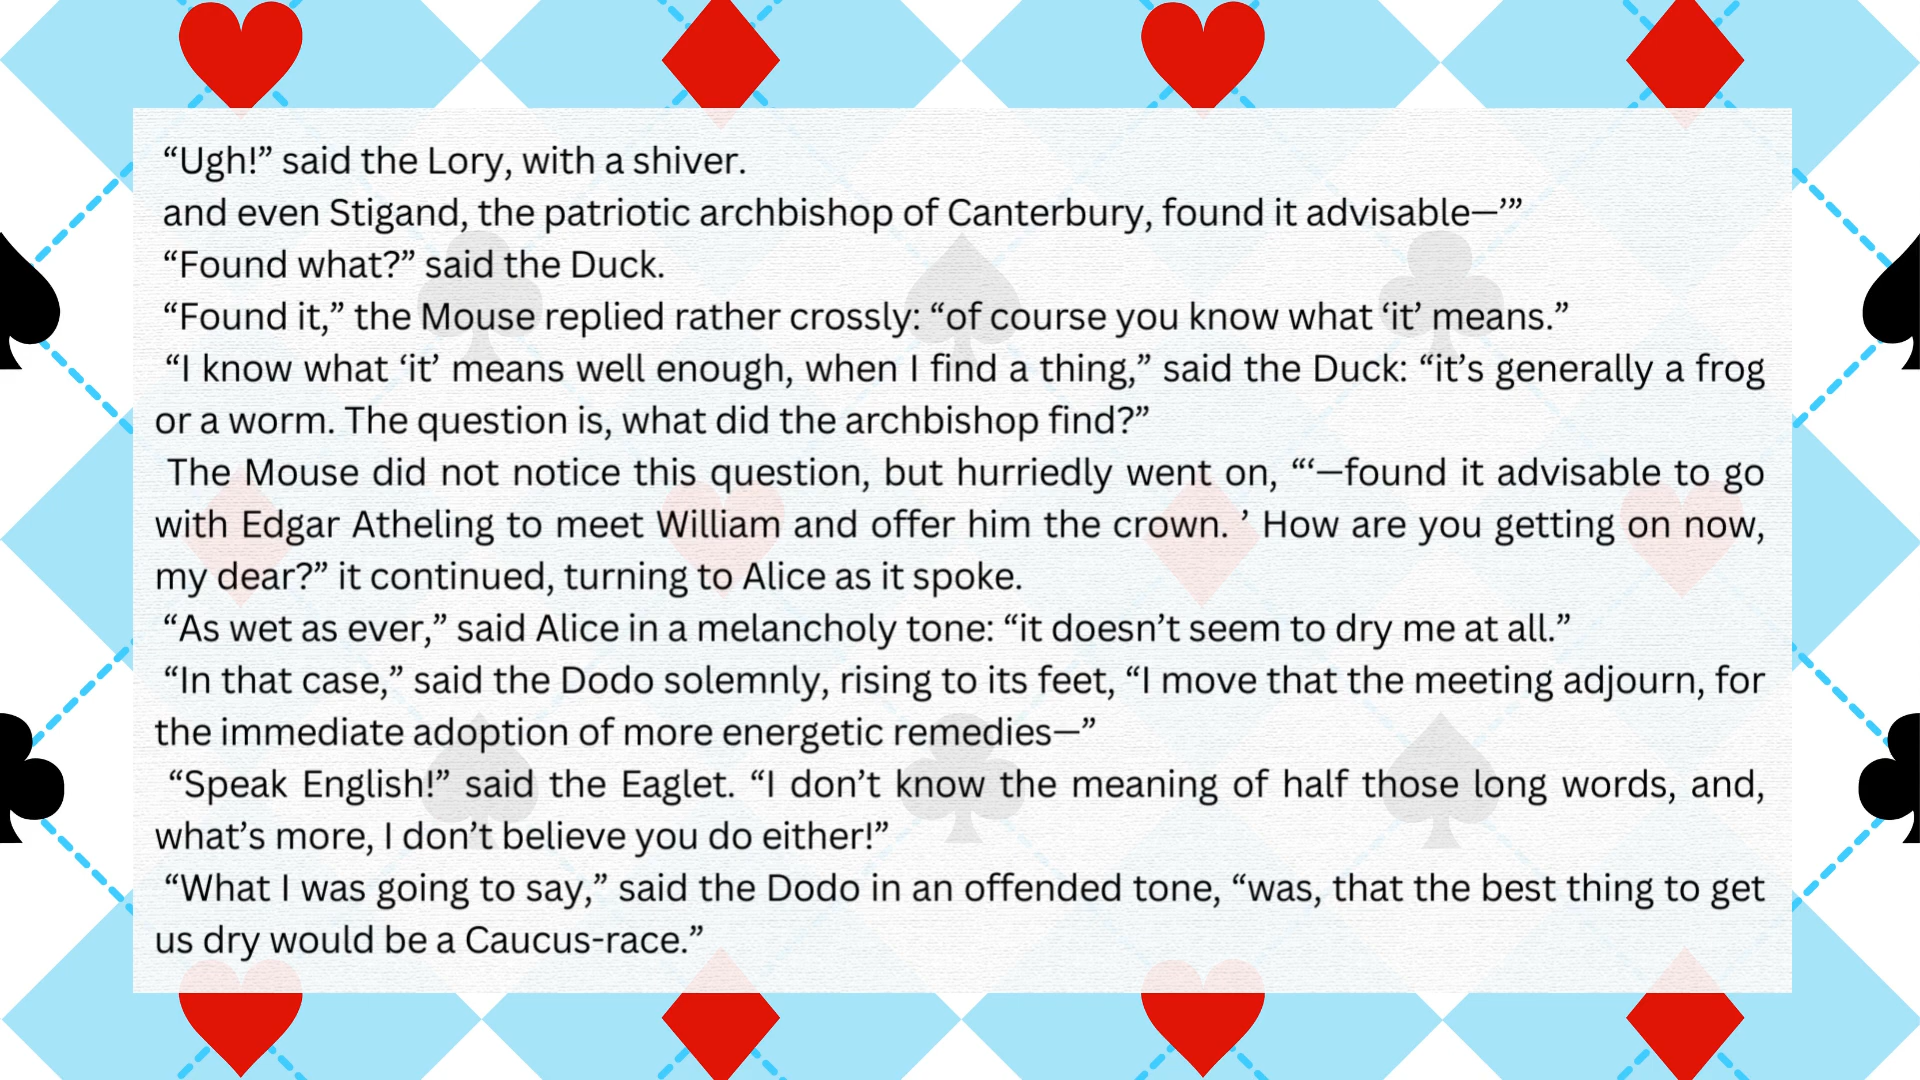 “Ugh!” said the Lory, with a shiver.
and even Stigand, the patriotic archbishop of Canterbury, found it advisable—’”
“Found what?” said the Duck.
“Found it,” the Mouse replied rather crossly: “of course you know what ‘it’ means.”
“I know what ‘it’ means well enough, when I find a thing,” said the Duck: “it’s generally a frog
or a worm. The question is, what did the archbishop find?”
The Mouse did not notice this question, but hurriedly went on, “‘—found it advisable to go
with Edgar Atheling to meet William and offer him the crown. ’ How are you getting on now,
my dear?” it continued, turning to Alice as it spoke.
“As wet as ever,” said Alice in a melancholy tone: “it doesn’t seem to dry me at all.”
“In that case,” said the Dodo solemnly, rising to its feet, “I move that the meeting adjourn, for
the immediate adoption of more energetic remedies—”
“Speak English!” said the Eaglet. “I don’t know the meaning of half those long words, and,
what’s more, I don’t believe you do either!”
“What I was going to say,” said the Dodo in an offended tone, “was, that the best thing to get
us dry would be a Caucus-race.”